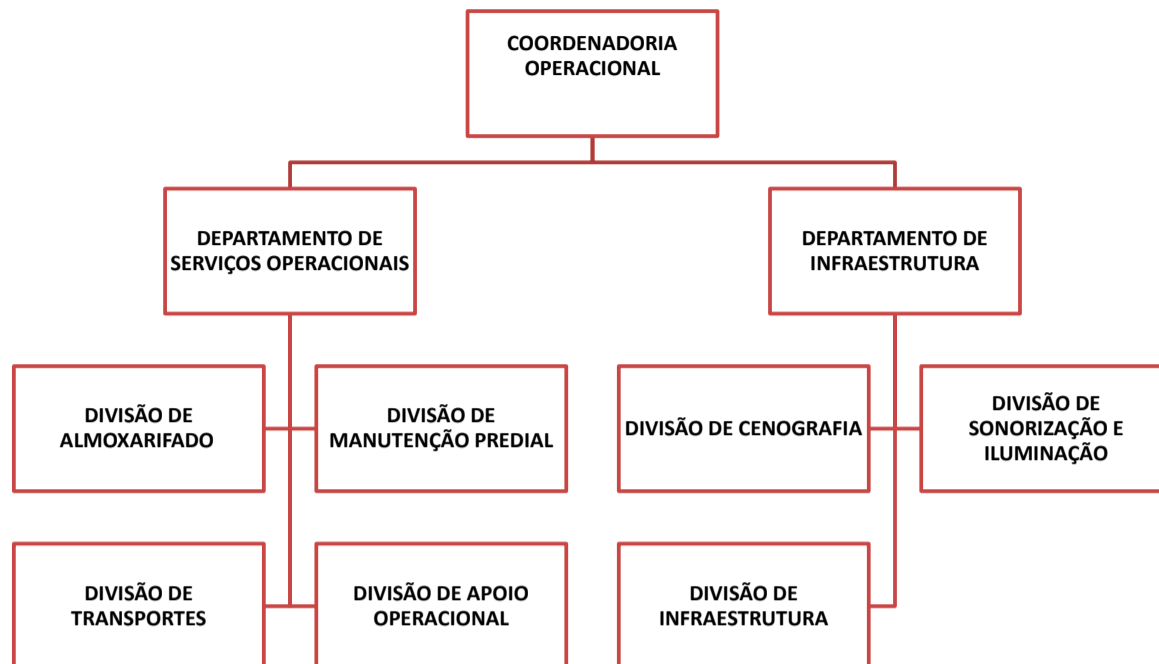 COORDENADORIA
OPERACIONAL
DEPARTAMENTO DE
SERVIÇOS OPERACIONAIS
DEPARTAMENTO DE
INFRAESTRUTURA
DIVISÃO DE
ALMOXARIFADO
DIVISÃO DE
MANUTENÇÃO PREDIAL
DIVISÃO DE CENOGRAFIA
DIVISÃO DE
SONORIZAÇÃO E
ILUMINAÇÃO
DIVISÃO DE
TRANSPORTES
DIVISÃO DE APOIO
OPERACIONAL
DIVISÃO DE
INFRAESTRUTURA